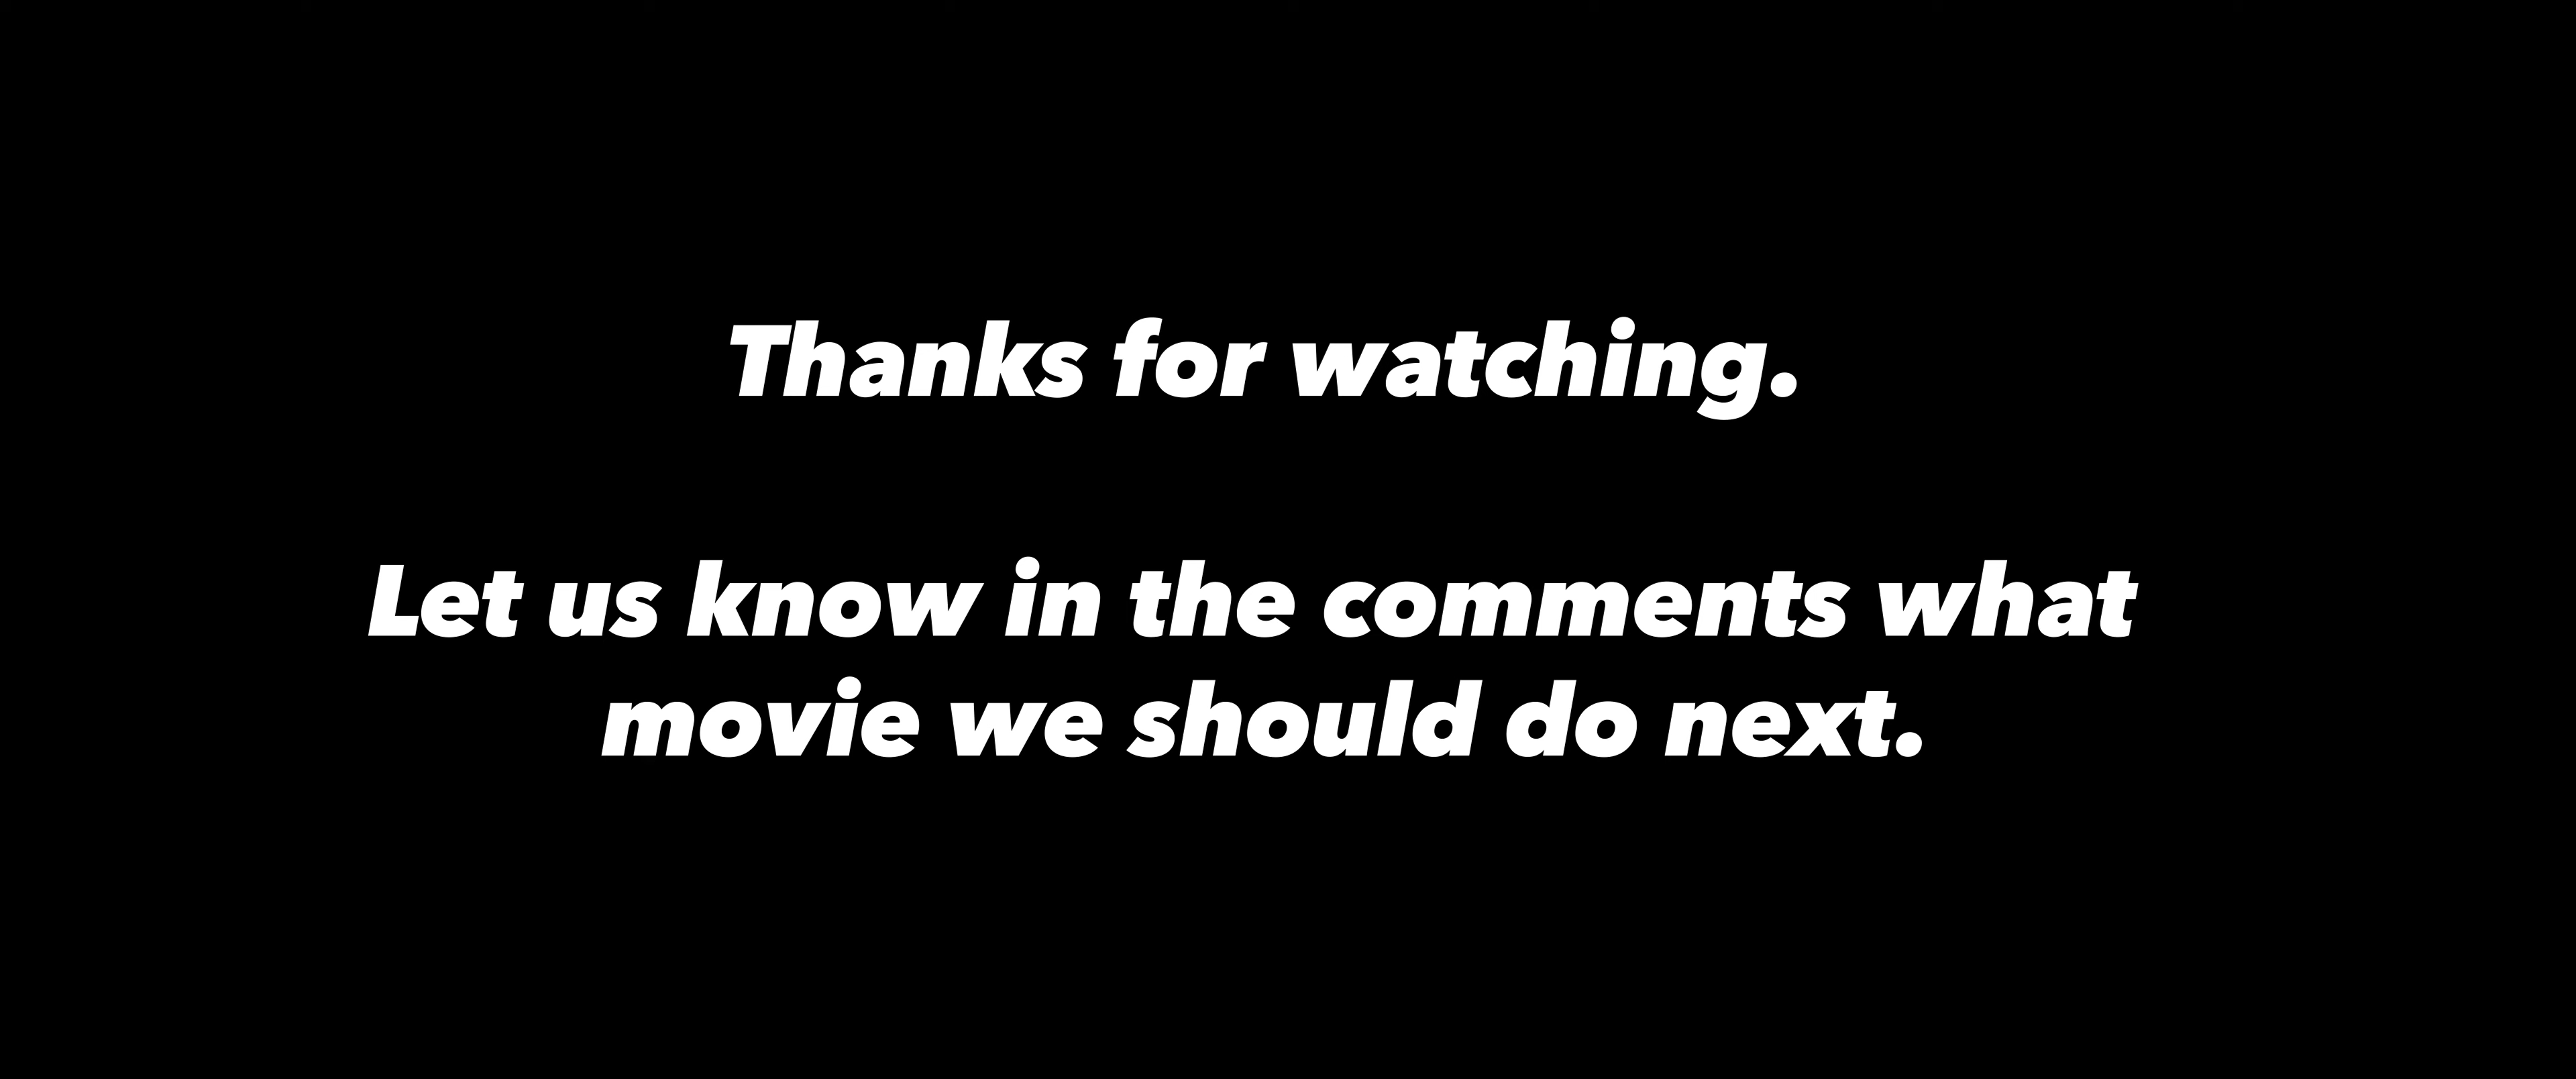 Thanks for watching.
Let us know in the comments what
movie we should do next.